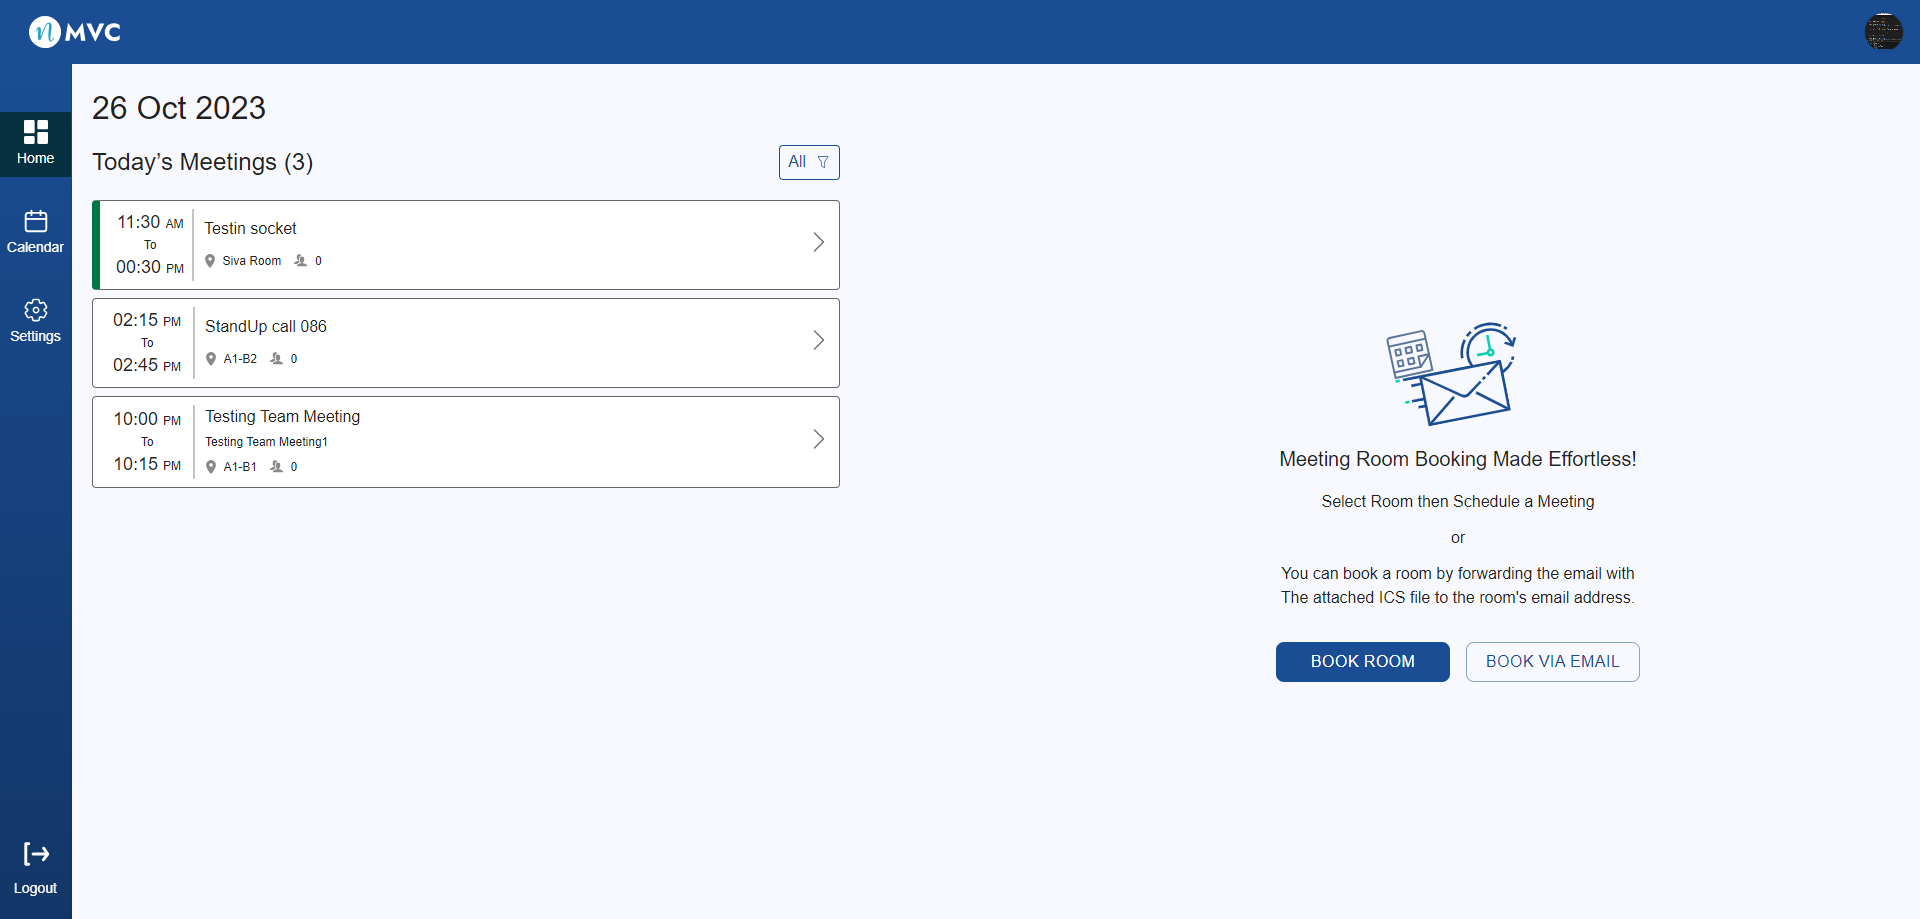 n MVC
Home
Calendar
Settings
Logout
26 Oct 2023
Today’s Meetings (3)
All
11:30 AM
To
00:30 PM
Testin socket
Siva Room 0
02:15 PM
To
02:45 PM
StandUp call 086
A1-B2 0
10:00 PM
To
10:15 PM
Testing Team Meeting
Testing Team Meeting1
A1-B1 0
Meeting Room Booking Made Effortless!
Select Room then Schedule a Meeting
or
You can book a room by forwarding the email with
The attached ICS file to the room's email address.
BOOK ROOM
BOOK VIA EMAIL